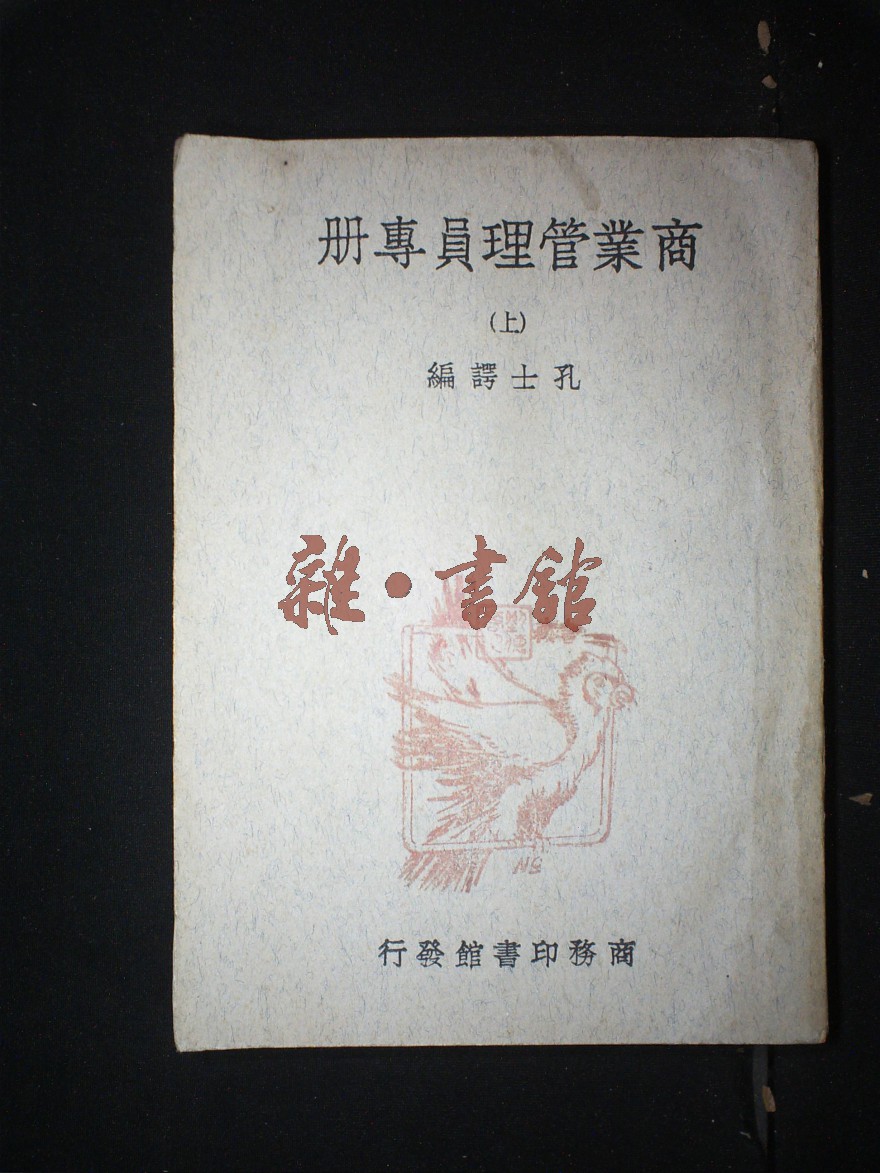 商業管理員專册
(上)
孔士諤編
雜·書館
商務印書館發行